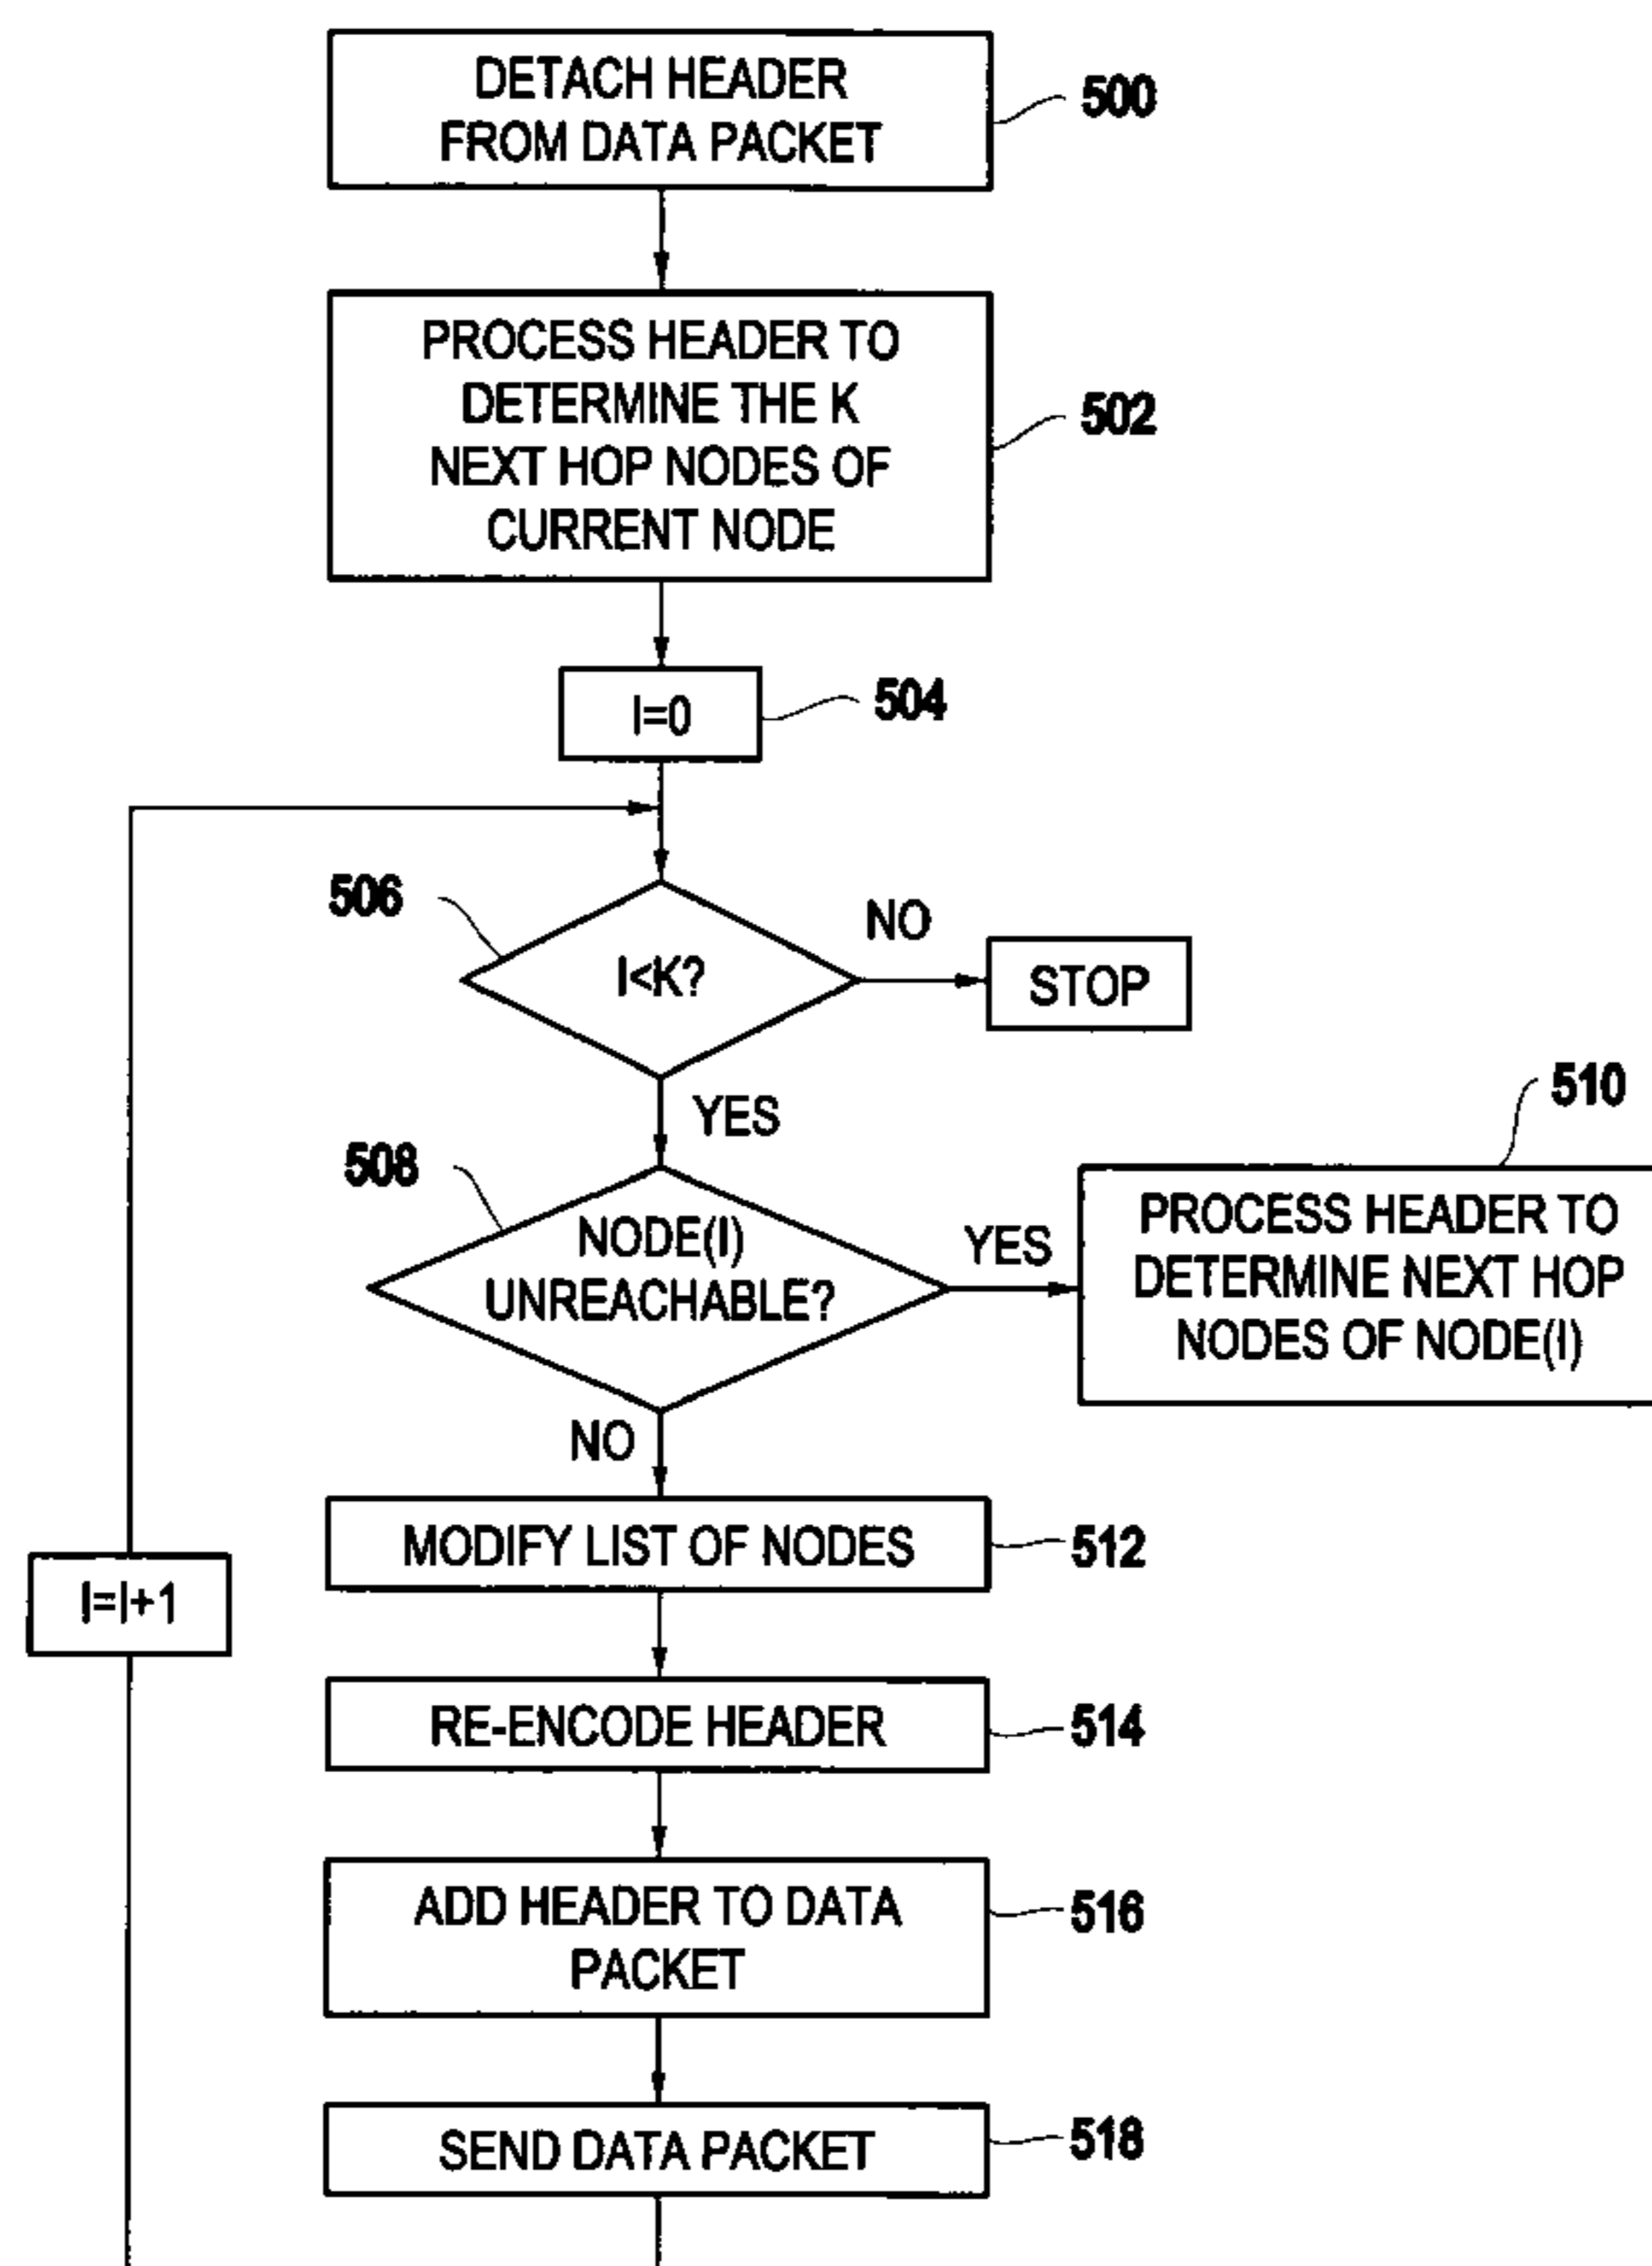 DETACH HEADER
FROM DATA PACKET
500
PROCESS HEADER TO
DETERMINE THE K
NEXT HOP NODES OF
CURRENT NODE
502
I=0
504
506
I<K?
NO
STOP
YES
508
NODE(I)
UNREACHABLE?
YES
510
PROCESS HEADER TO
DETERMINE NEXT HOP
NODES OF NODE(I)
NO
MODIFY LIST OF NODES
512
I=I+1
RE-ENCODE HEADER
514
ADD HEADER TO DATA
PACKET
516
SEND DATA PACKET
518